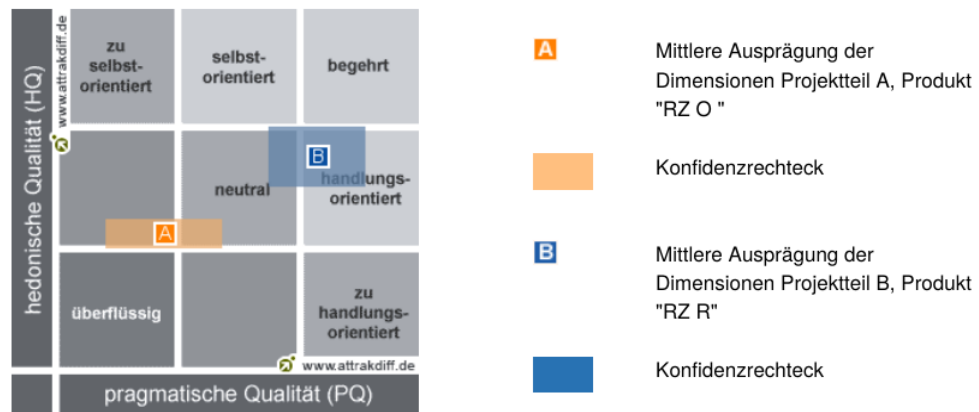 hedonische Qualität (HQ)
www.attrakdiff.de
zu
selbst-
orientiert
selbst-
orientiert
begehrt
neutral
B
handlungs-
orientiert
A
überflüssig
zu
handlungs-
orientiert
www.attrakdiff.de
pragmatische Qualität (PQ)
A
Mittlere Ausprägung der
Dimensionen Projektteil A, Produkt
"RZ O "
Konfidenzrechteck
B
Mittlere Ausprägung der
Dimensionen Projektteil B, Produkt
"RZ R"
Konfidenzrechteck